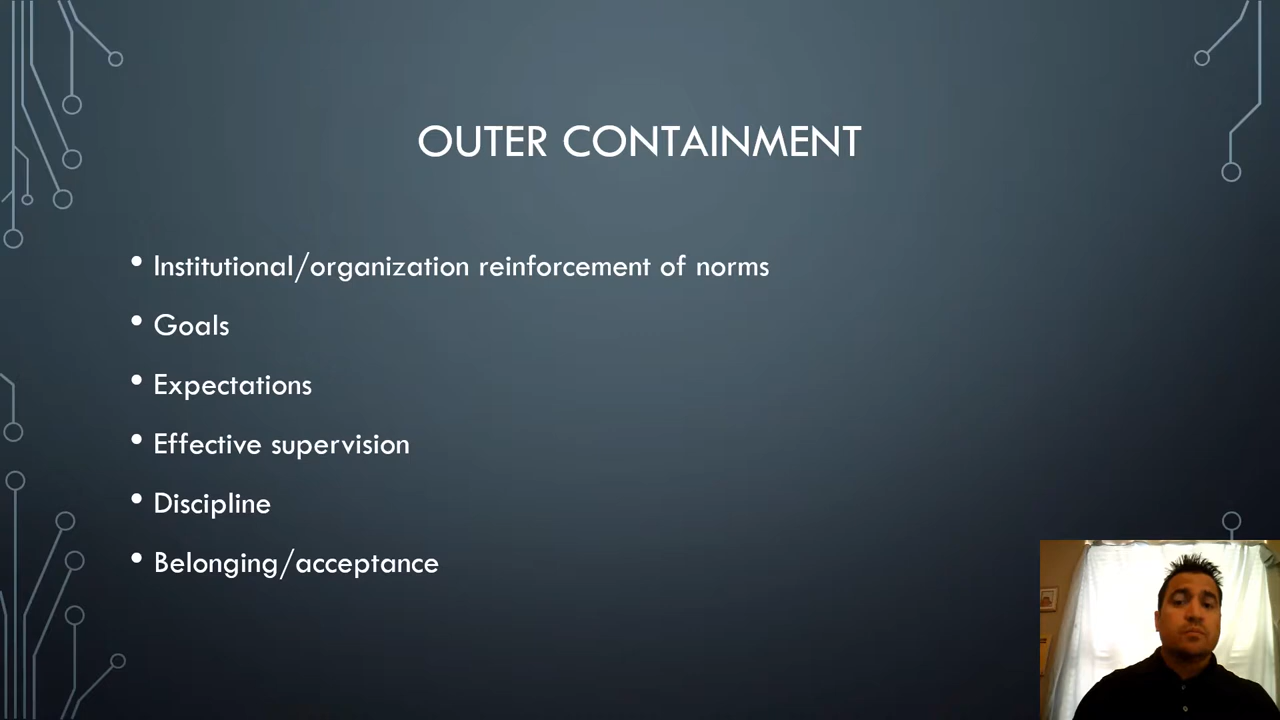 OUTER CONTAINMENT
• Institutional/organization reinforcement of norms
• Goals
• Expectations
• Effective supervision
• Discipline
• Belonging/acceptance